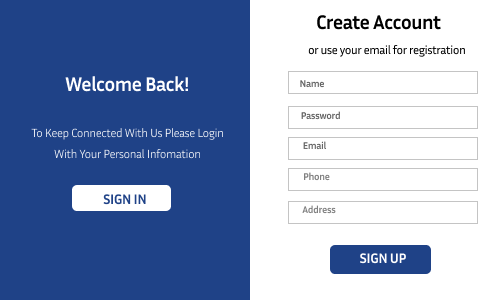 Welcome Back!
To Keep Connected With Us Please Login
With Your Personal Infomation
SIGN IN
Create Account
or use your email for registration
Name
Password
Email
Phone
Address
SIGN UP